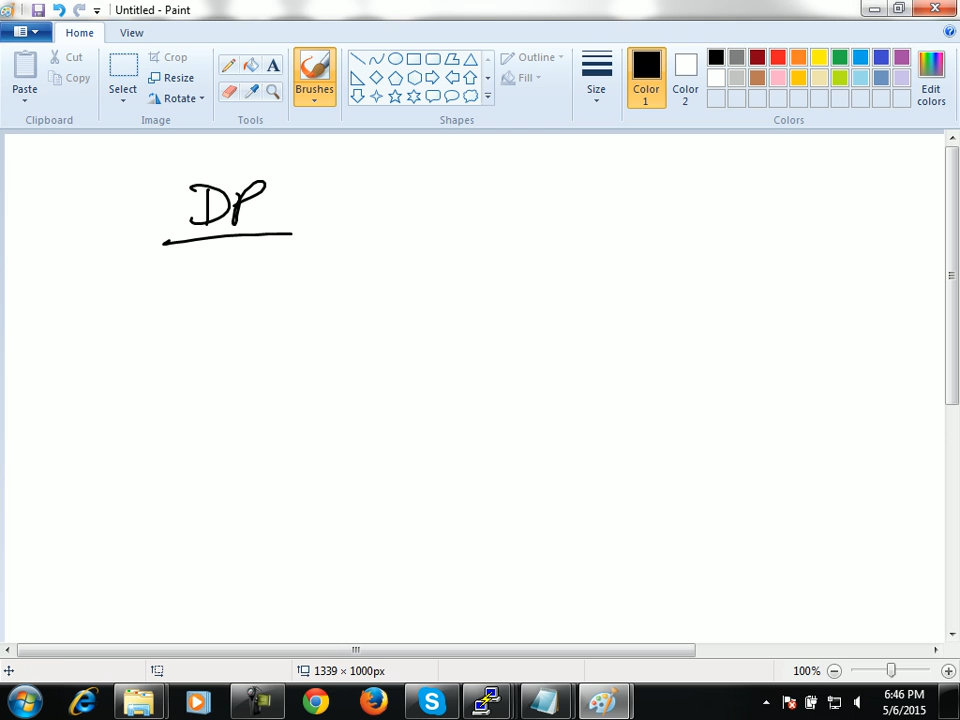 Untitled - Paint
Home View
Paste
Cut
Copy
Clipboard
Select
Crop
Resize
Rotate
Image
A
Tools
Brushes
Outline
Fill
Shapes
Size
Color 1
Color 2
Edit colors
Colors
DP
1339 × 1000px
100%
6:46 PM
5/6/2015